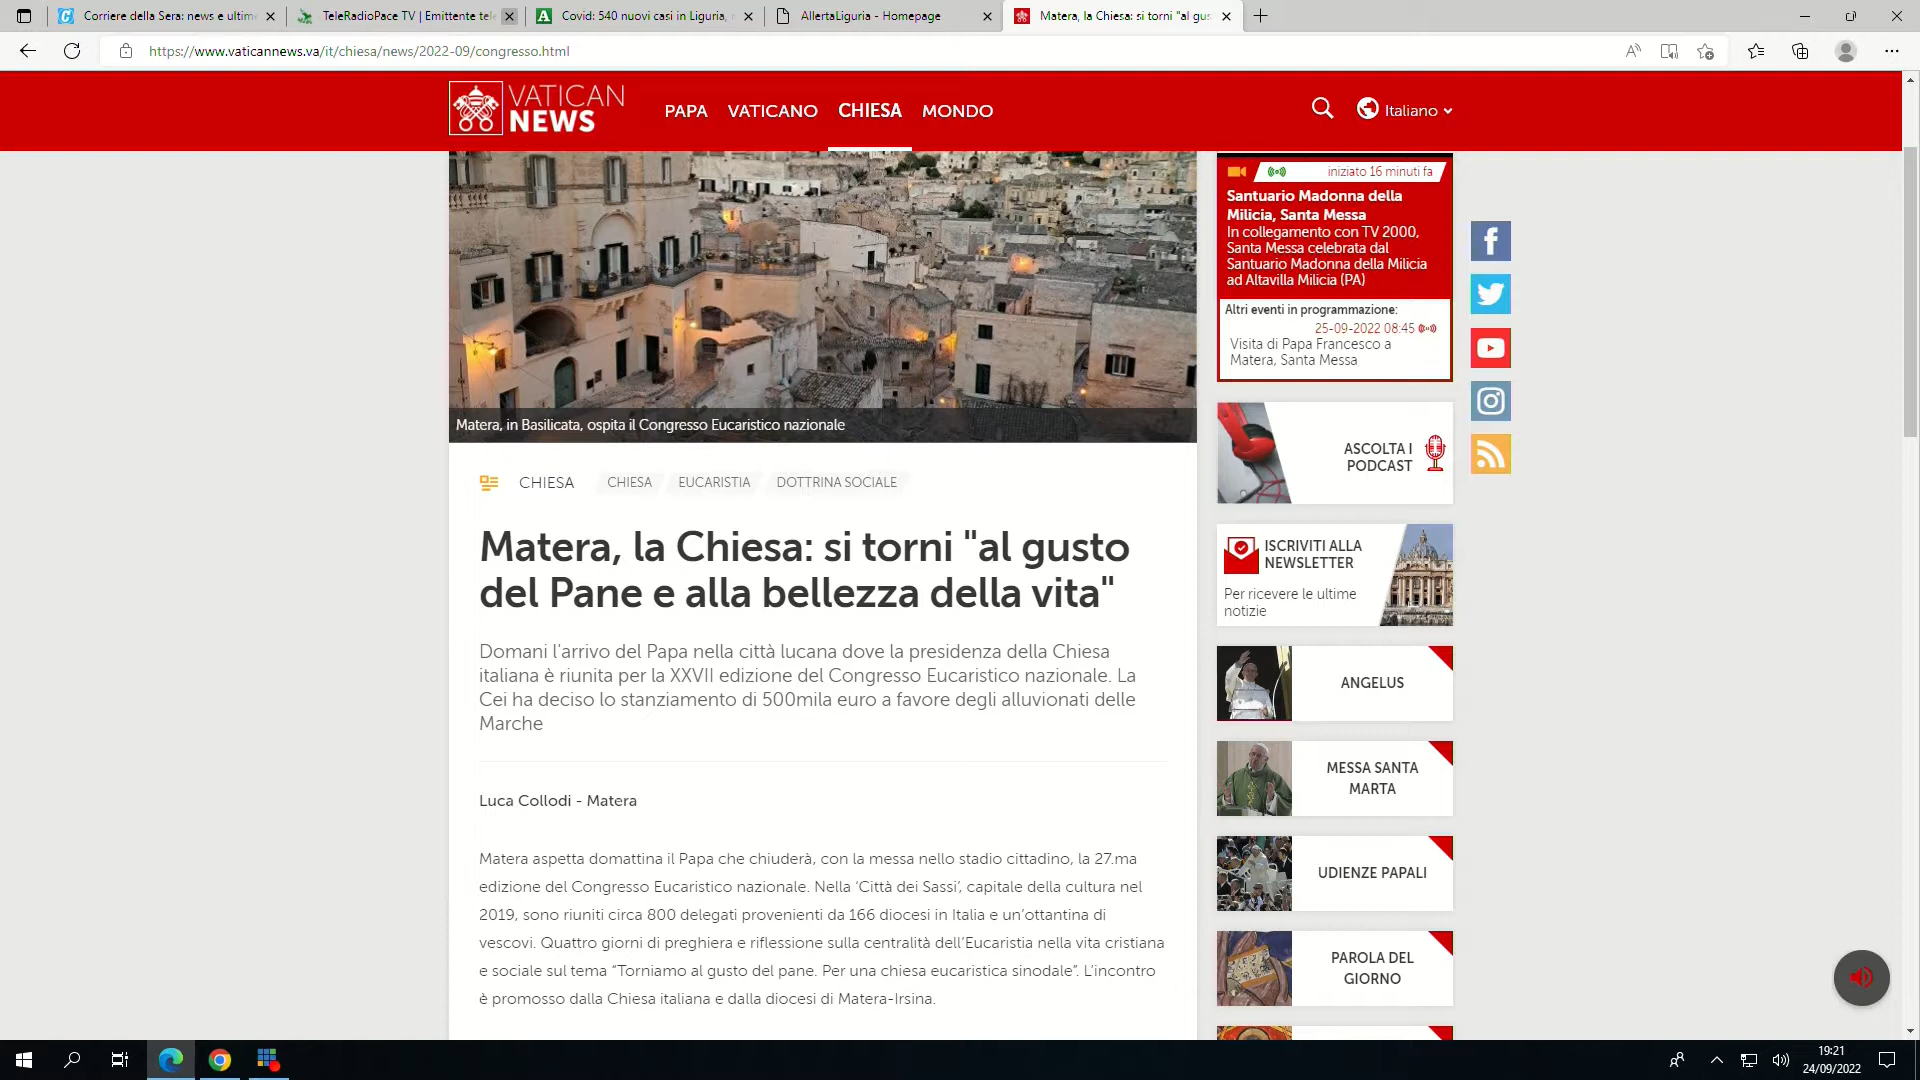 Corriere della Sera: news e ultim
TeleRadioPace TV | Emittente tele
Covid: 540 nuovi casi in Liguria,
AllertaLiguria - Homepage
Matera, la Chiesa: si torni "al gus
https://www.vaticannews.va/it/chiesa/news/2022-09/congresso.html
VATICAN
NEWS
PAPA VATICANO CHIESA MONDO
Italiano
Matera, in Basilicata, ospita il Congresso Eucaristico nazionale
CHIESA CHIESA EUCARISTIA DOTTRINA SOCIALE
Matera, la Chiesa: si torni "al gusto
del Pane e alla bellezza della vita"
Domani l'arrivo del Papa nella città lucana dove la presidenza della Chiesa
italiana è riunita per la XXVII edizione del Congresso Eucaristico nazionale. La
Cei ha deciso lo stanziamento di 500mila euro a favore degli alluvionati delle
Marche
Luca Collodi - Matera
Matera aspetta domattina il Papa che chiuderà, con la messa nello stadio cittadino, la 27.ma
edizione del Congresso Eucaristico nazionale. Nella ‘Città dei Sassi’, capitale della cultura nel
2019, sono riuniti circa 800 delegati provenienti da 166 diocesi in Italia e un’ottantina di
vescovi. Quattro giorni di preghiera e riflessione sulla centralità dell’Eucaristia nella vita cristiana
e sociale sul tema “Torniamo al gusto del pane. Per una chiesa eucaristica sinodale”. L’incontro
è promosso dalla Chiesa italiana e dalla diocesi di Matera-Irsina.
iniziato 16 minuti fa
Santuario Madonna della
Milicia, Santa Messa
In collegamento con TV 2000,
Santa Messa celebrata dal
Santuario Madonna della Milicia
ad Altavilla Milicia (PA)
Altri eventi in programmazione:
25-09-2022 08:45
Visita di Papa Francesco a
Matera, Santa Messa
ASCOLTA I
PODCAST
ISCRIVITI ALLA
NEWSLETTER
Per ricevere le ultime
notizie
ANGELUS
MESSA SANTA
MARTA
UDIENZE PAPALI
PAROLA DEL
GIORNO
19:21
24/09/2022